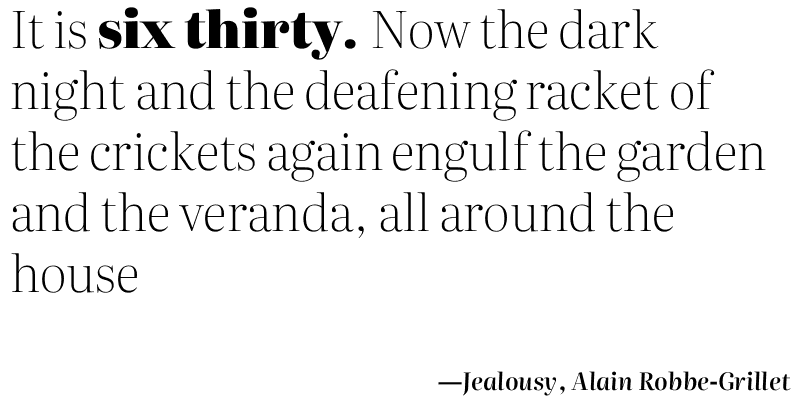 It is six thirty. Now the dark
night and the deafening racket of
the crickets again engulf the garden
and the veranda, all around the
house
—Jealousy, Alain Robbe-Grillet